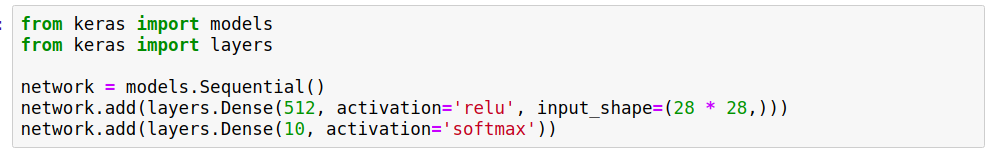 from keras import models
from keras import layers

network = models.Sequential()
network.add(layers.Dense(512, activation='relu', input_shape=(28 * 28,)))
network.add(layers.Dense(10, activation='softmax'))